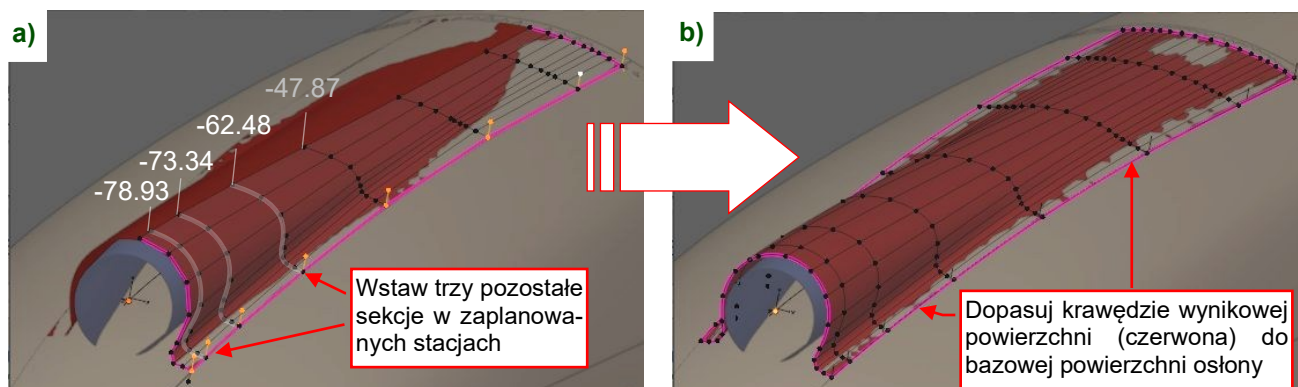 a)
-47.87
-62.48
-73.34
-78.93
Wstaw trzy pozostałe
sekcje w zaplanowa-
nych stacjach
b)
Dopasuj krawędzie wynikowej
powierzchni (czerwona) do
bazowej powierzchni osłony